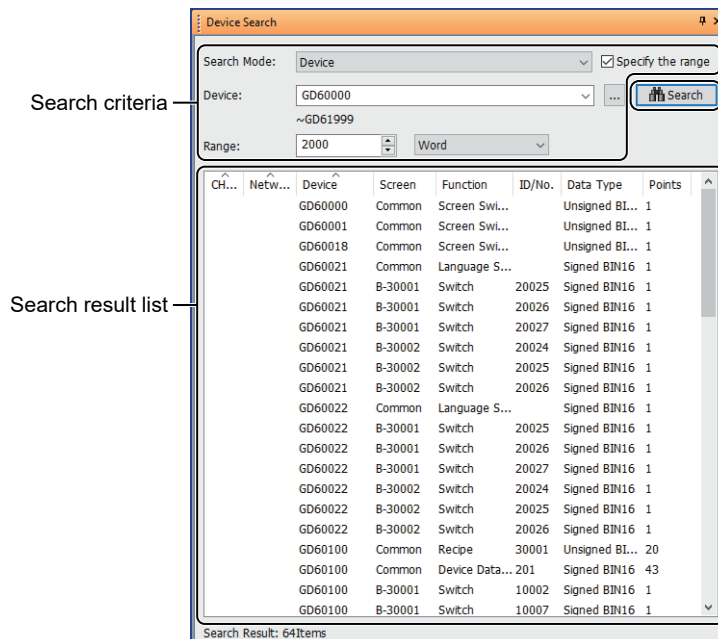 Device Search
Search Mode: Device Specify the range
Search criteria
Device: GD60000 ... Search
~GD61999
Range: 2000 Word
CH... Netw... Device Screen Function ID/No. Data Type Points
GD60000 Common Screen Swi... Unsigned BI... 1
GD60001 Common Screen Swi... Unsigned BI... 1
GD60018 Common Screen Swi... Unsigned BI... 1
GD60021 Common Language S... Signed BIN16 1
GD60021 B-30001 Switch 20025 Signed BIN16 1
Search result list
GD60021 B-30001 Switch 20026 Signed BIN16 1
GD60021 B-30001 Switch 20027 Signed BIN16 1
GD60021 B-30002 Switch 20024 Signed BIN16 1
GD60021 B-30002 Switch 20025 Signed BIN16 1
GD60021 B-30002 Switch 20026 Signed BIN16 1
GD60022 Common Language S... Signed BIN16 1
GD60022 B-30001 Switch 20025 Signed BIN16 1
GD60022 B-30001 Switch 20026 Signed BIN16 1
GD60022 B-30001 Switch 20027 Signed BIN16 1
GD60022 B-30002 Switch 20024 Signed BIN16 1
GD60022 B-30002 Switch 20025 Signed BIN16 1
GD60022 B-30002 Switch 20026 Signed BIN16 1
GD60100 Common Recipe 30001 Unsigned BI... 20
GD60100 Common Device Data... 201 Signed BIN16 43
GD60100 B-30001 Switch 10002 Signed BIN16 1
GD60100 B-30001 Switch 10007 Signed BIN16 1
Search Result: 64Items